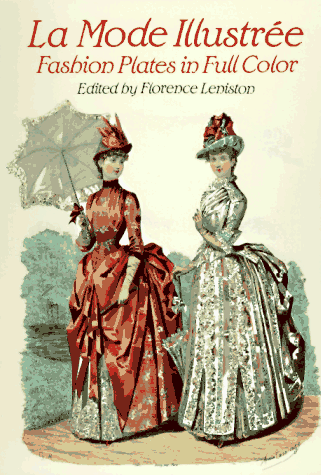 La Mode Illustrée
Fashion Plates in Full Color
Edited by Florence Leniston